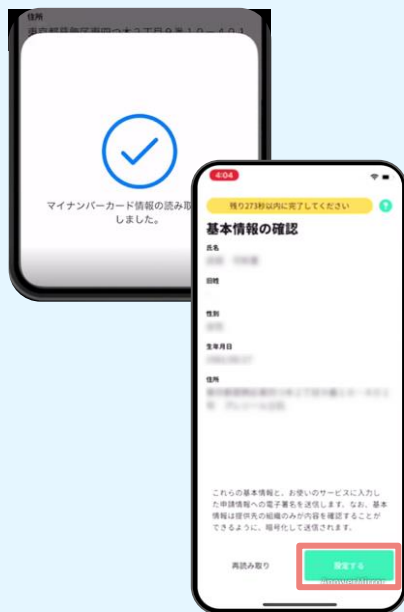 住所
マイナンバーカード情報の読み取
しました。
4:04
残り273秒以内に完了してください
基本情報の確認
氏名
旧姓
性別
生年月日
住所
これらの基本情報と、お使いのサービスに入力し
た申請情報への電子署名を送信します。なお、基本
情報は提供先の組織のみが内容を確認することが
できるように、暗号化して送信されます。
再読み取り
設定する
ApowerMirror